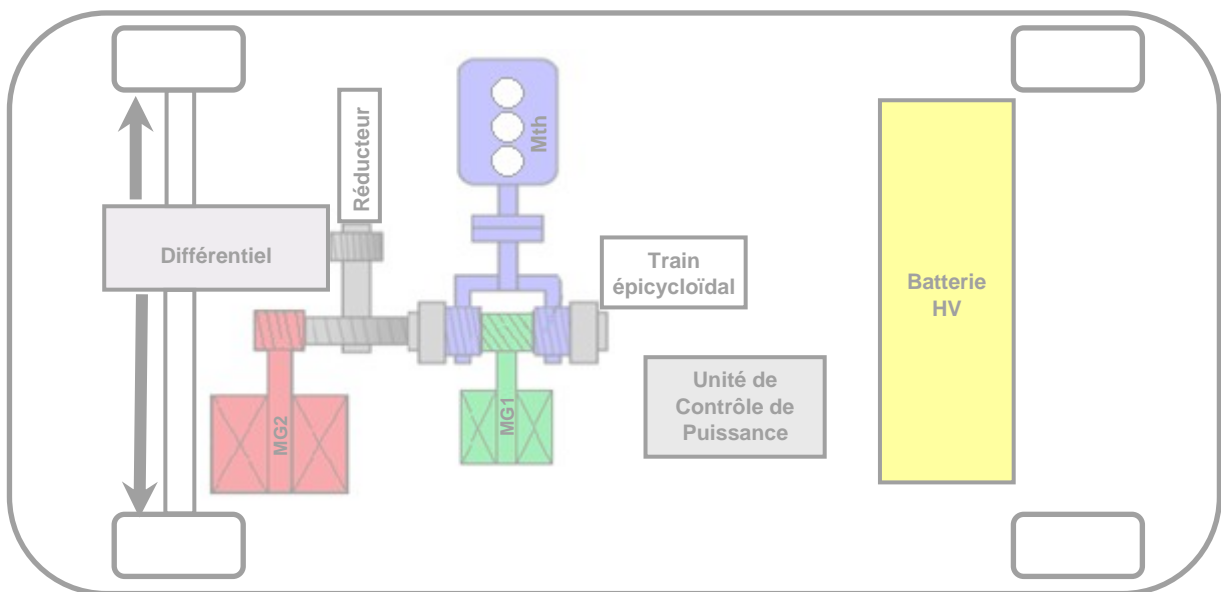 Réducteur
Mth
Différentiel
Train
épicycloïdal
Batterie
HV
MG2
MG1
Unité de
Contrôle de
Puissance